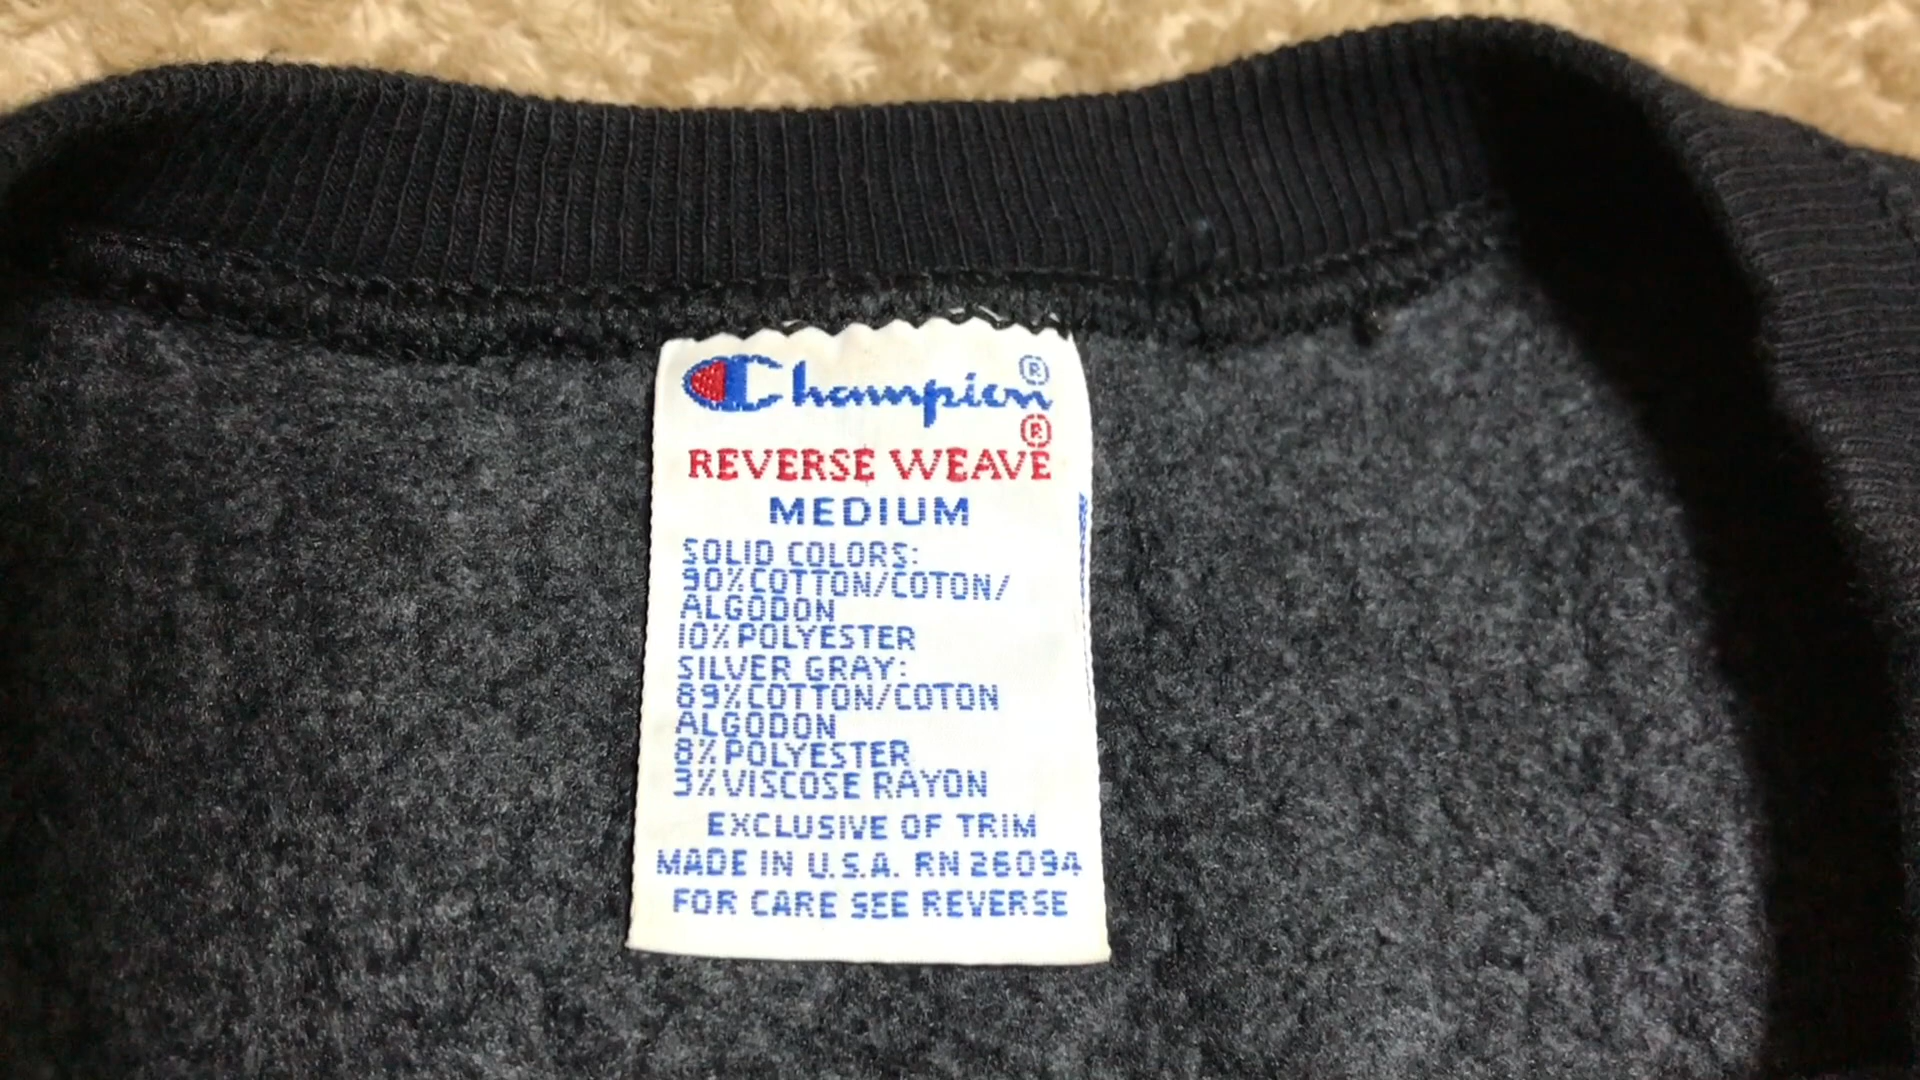 Champion®
REVERSE WEAVE®
MEDIUM
SOLID COLORS:
90% COTTON/COTON/
ALGODON
10% POLYESTER
SILVER GRAY:
89% COTTON/COTON
ALGODON
8% POLYESTER
3% VISCOSE RAYON
EXCLUSIVE OF TRIM
MADE IN U.S.A. RN 26094
FOR CARE SEE REVERSE